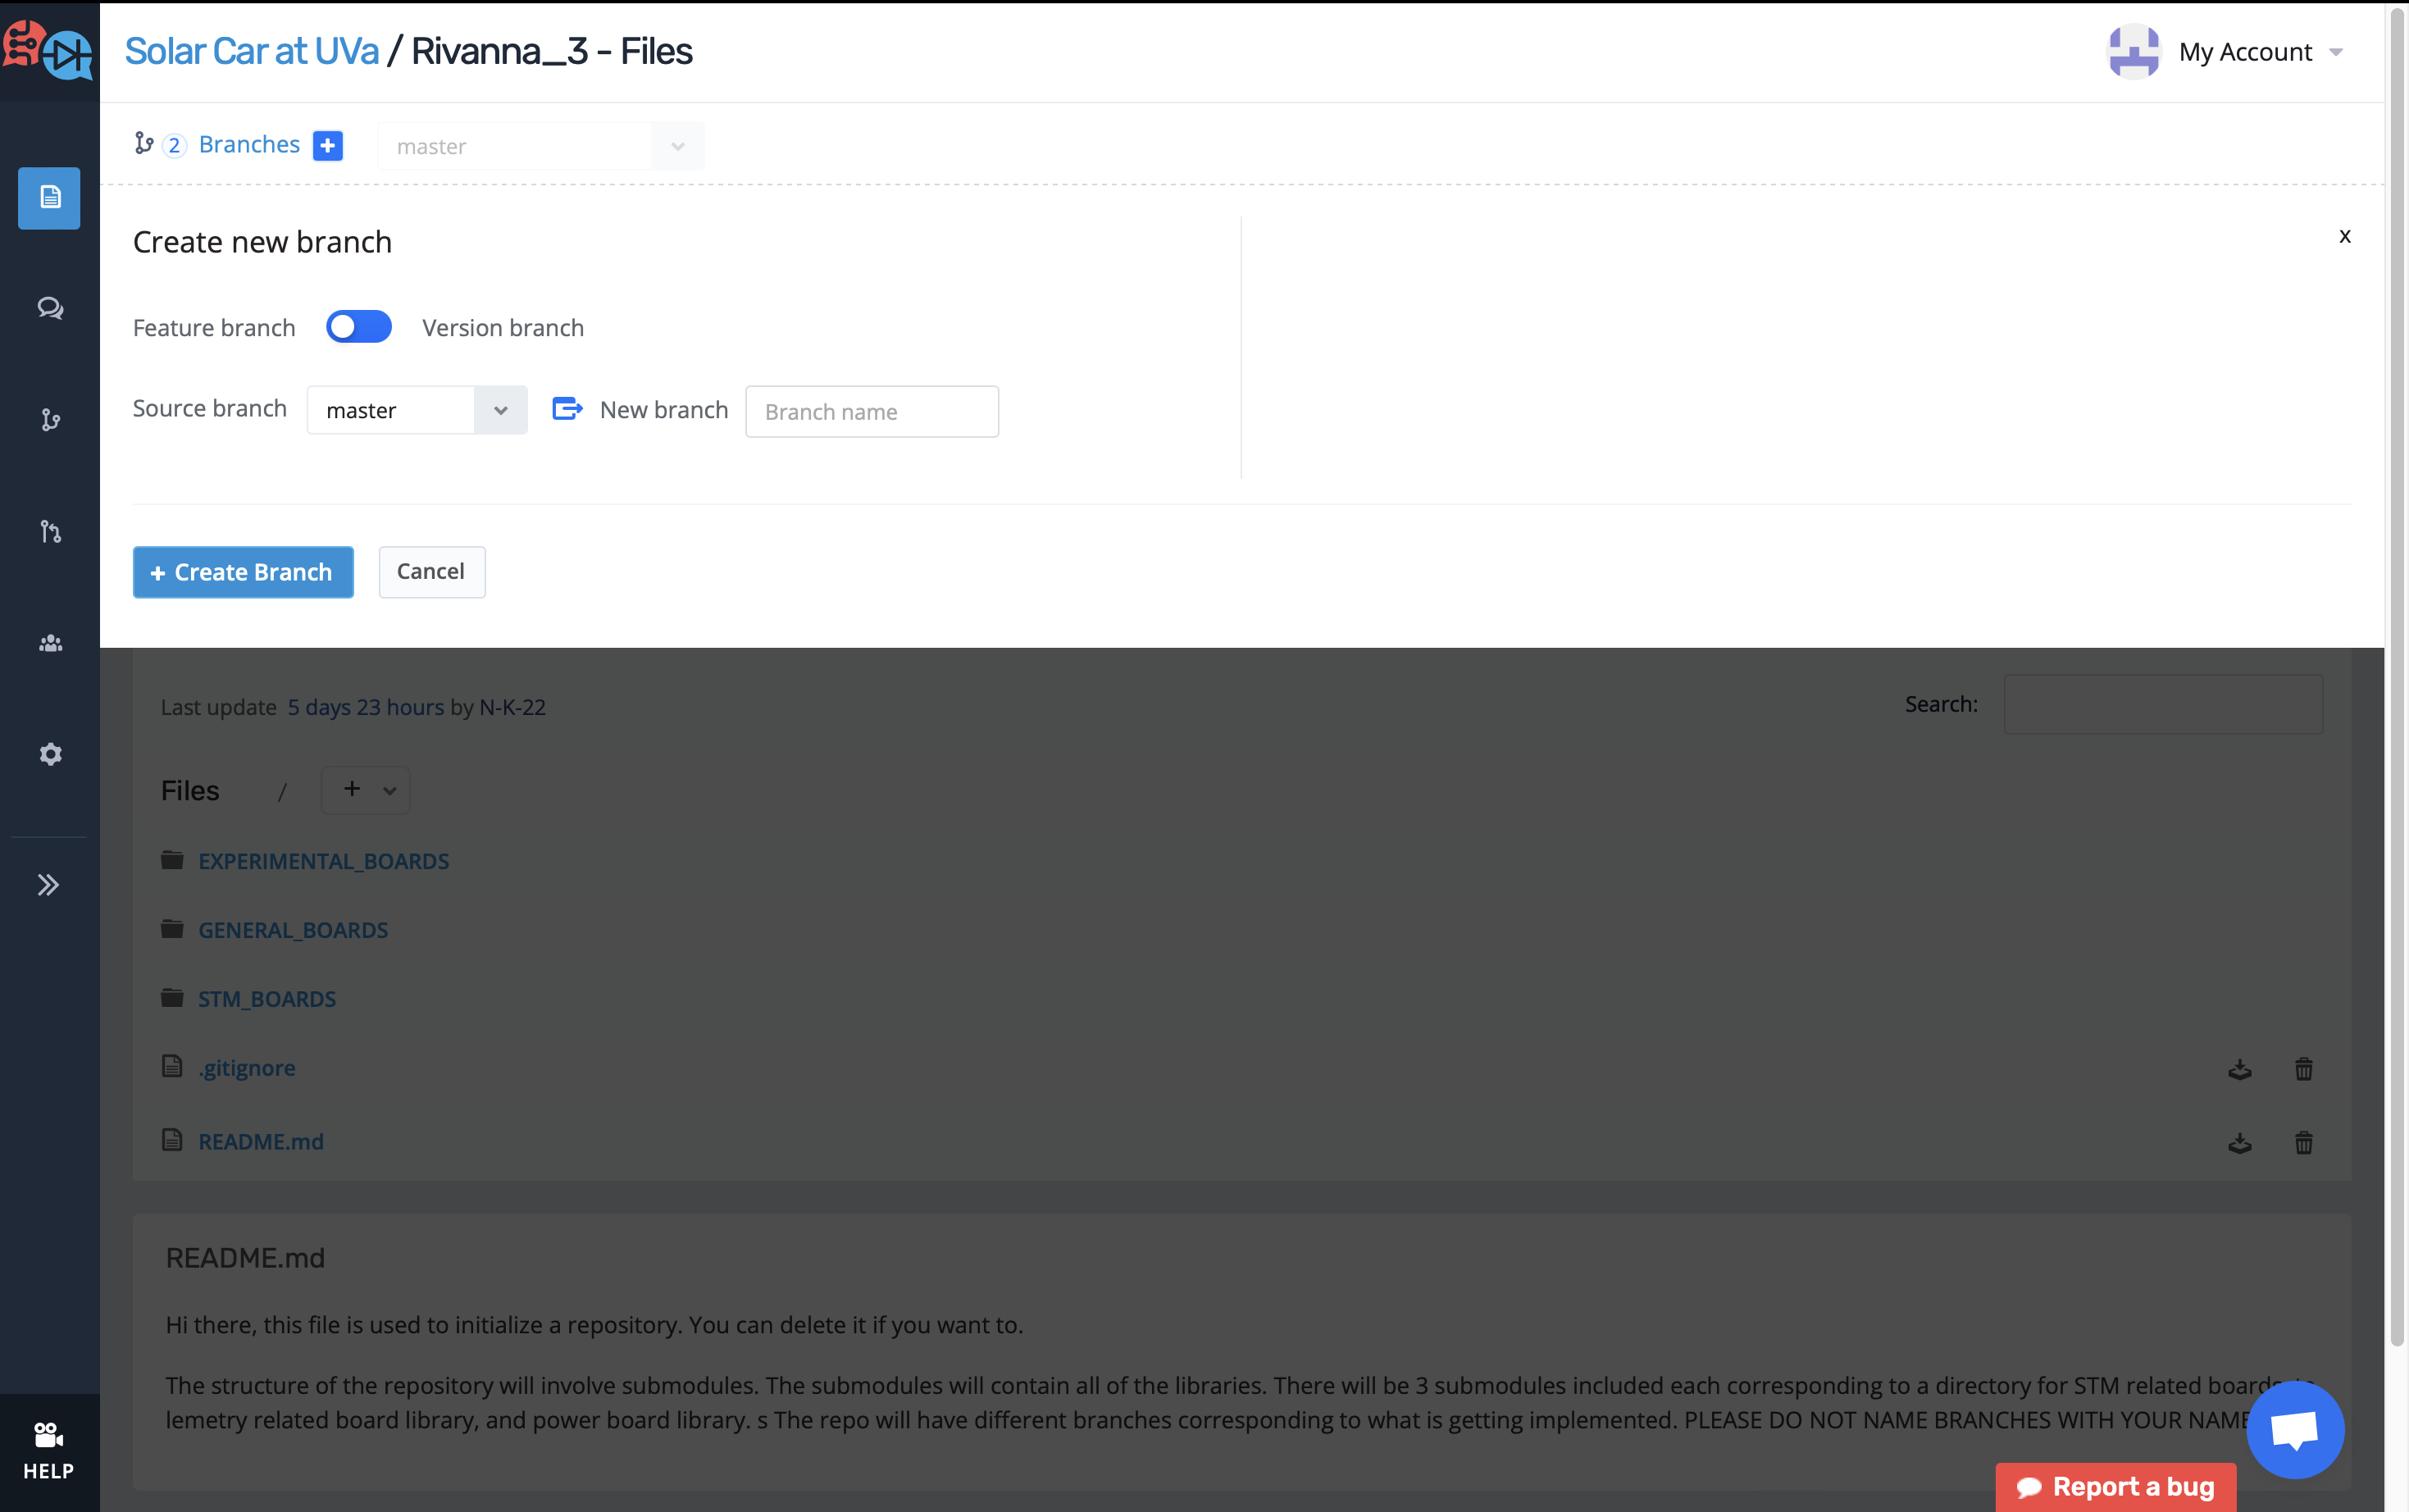 Solar Car at UVa / Rivanna_3 - Files
My Account
2 Branches
master
Create new branch
x
Feature branch
Version branch
Source branch
master
New branch
Branch name
+ Create Branch
Cancel
Last update 5 days 23 hours by N-K-22
Search:
Files /
+
EXPERIMENTAL_BOARDS
GENERAL_BOARDS
STM_BOARDS
.gitignore
README.md
README.md
Hi there, this file is used to initialize a repository. You can delete it if you want to.
The structure of the repository will involve submodules. The submodules will contain all of the libraries. There will be 3 submodules included each corresponding to a directory for STM related boards,
lemetry related board library, and power board library. s The repo will have different branches corresponding to what is getting implemented. PLEASE DO NOT NAME BRANCHES WITH YOUR NAME
HELP
Report a bug